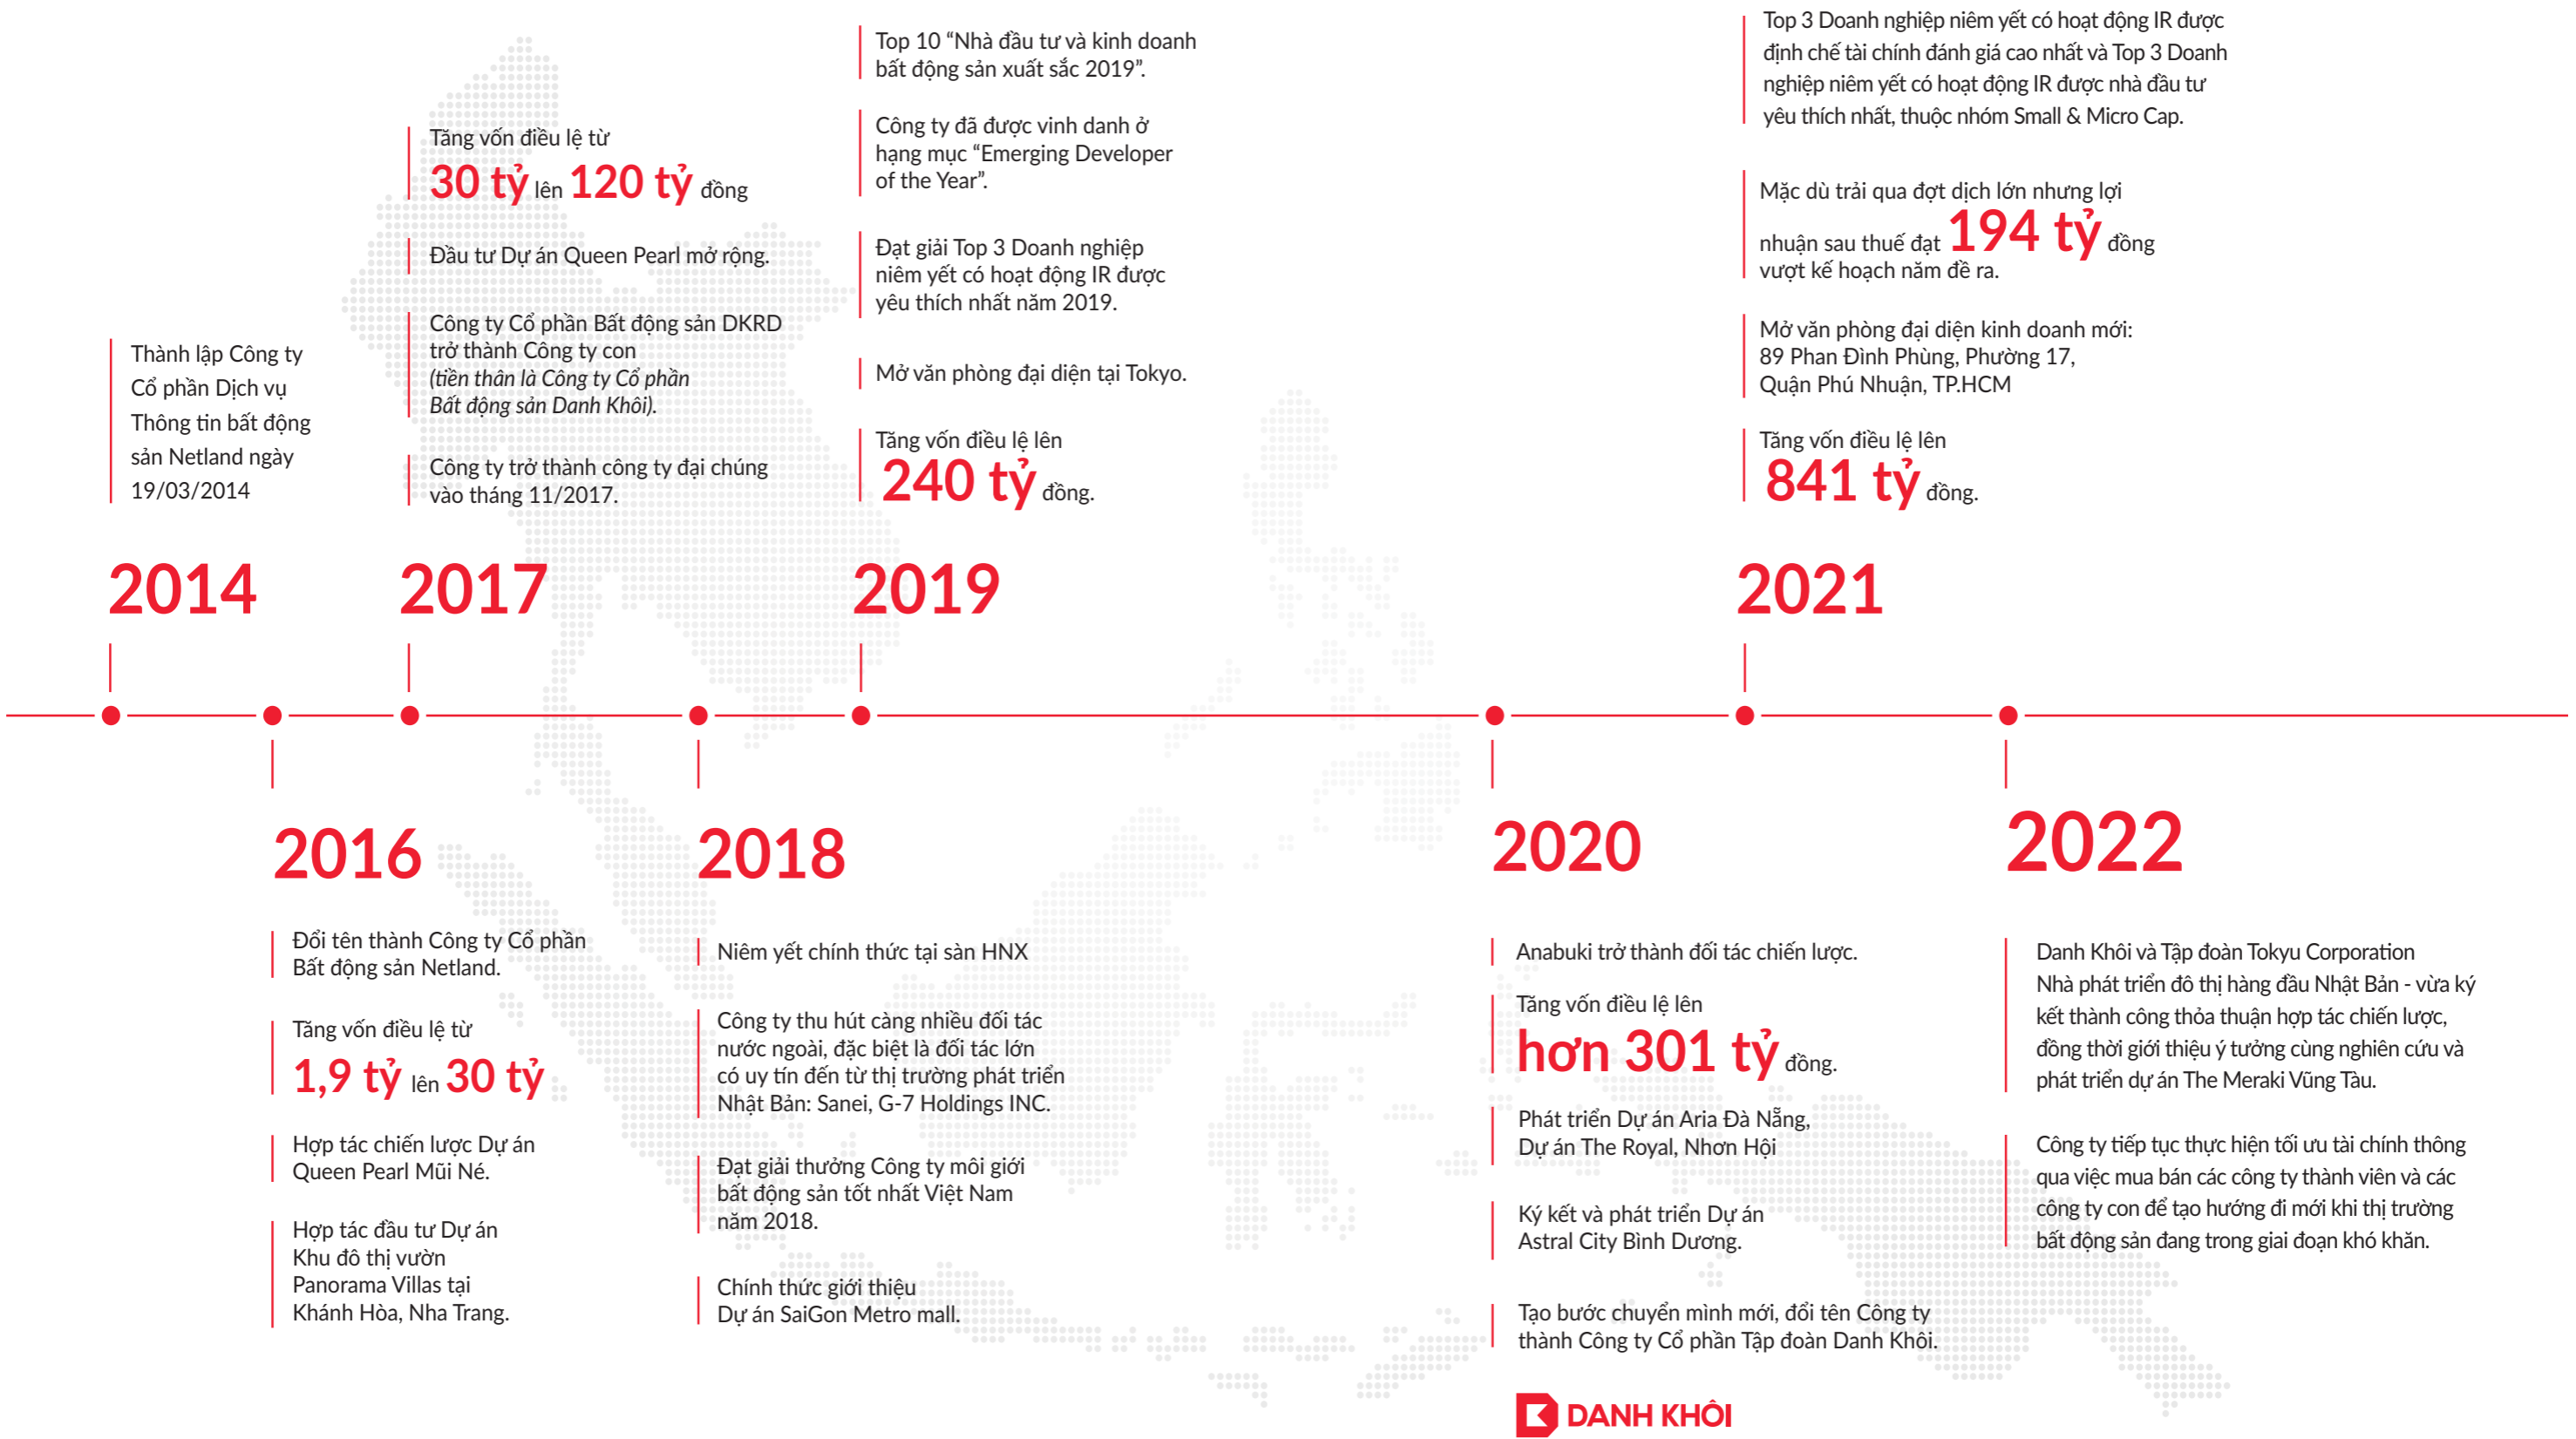 Thành lập Công ty
Cổ phần Dịch vụ
Thông tin bất động
sản Netland ngày
19/03/2014
2014
Tăng vốn điều lệ từ
30 tỷ lên 120 tỷ đồng
Đầu tư Dự án Queen Pearl mở rộng.
Công ty Cổ phần Bất động sản DKRD
trở thành Công ty con
(tiền thân là Công ty Cổ phần
Bất động sản Danh Khôi).
Công ty trở thành công ty đại chúng
vào tháng 11/2017.
2017
Top 10 “Nhà đầu tư và kinh doanh
bất động sản xuất sắc 2019”.
Công ty đã được vinh danh ở
hạng mục “Emerging Developer
of the Year”.
Đạt giải Top 3 Doanh nghiệp
niêm yết có hoạt động IR được
yêu thích nhất năm 2019.
Mở văn phòng đại diện tại Tokyo.
Tăng vốn điều lệ lên
240 tỷ đồng.
2019
Top 3 Doanh nghiệp niêm yết có hoạt động IR được
định chế tài chính đánh giá cao nhất và Top 3 Doanh
nghiệp niêm yết có hoạt động IR được nhà đầu tư
yêu thích nhất, thuộc nhóm Small & Micro Cap.
Mặc dù trải qua đợt dịch lớn nhưng lợi
nhuận sau thuế đạt 194 tỷ đồng
vượt kế hoạch năm đề ra.
Mở văn phòng đại diện kinh doanh mới:
89 Phan Đình Phùng, Phường 17,
Quận Phú Nhuận, TP.HCM
Tăng vốn điều lệ lên
841 tỷ đồng.
2021
2016
Đổi tên thành Công ty Cổ phần
Bất động sản Netland.
Tăng vốn điều lệ từ
1,9 tỷ lên 30 tỷ
Hợp tác chiến lược Dự án
Queen Pearl Mũi Né.
Hợp tác đầu tư Dự án
Khu đô thị vườn
Panorama Villas tại
Khánh Hòa, Nha Trang.
2018
Niêm yết chính thức tại sàn HNX
Công ty thu hút càng nhiều đối tác
nước ngoài, đặc biệt là đối tác lớn
có uy tín đến từ thị trường phát triển
Nhật Bản: Sanei, G-7 Holdings INC.
Đạt giải thưởng Công ty môi giới
bất động sản tốt nhất Việt Nam
năm 2018.
Chính thức giới thiệu
Dự án SaiGon Metro mall.
2020
Anabuki trở thành đối tác chiến lược.
Tăng vốn điều lệ lên
hơn 301 tỷ đồng.
Phát triển Dự án Aria Đà Nẵng,
Dự án The Royal, Nhơn Hội
Ký kết và phát triển Dự án
Astral City Bình Dương.
Tạo bước chuyển mình mới, đổi tên Công ty
thành Công ty Cổ phần Tập đoàn Danh Khôi.
DANH KHÔI
2022
Danh Khôi và Tập đoàn Tokyu Corporation
Nhà phát triển đô thị hàng đầu Nhật Bản - vừa ký
kết thành công thỏa thuận hợp tác chiến lược,
đồng thời giới thiệu ý tưởng cùng nghiên cứu và
phát triển dự án The Meraki Vũng Tàu.
Công ty tiếp tục thực hiện tối ưu tài chính thông
qua việc mua bán các công ty thành viên và các
công ty con để tạo hướng đi mới khi thị trường
bất động sản đang trong giai đoạn khó khăn.